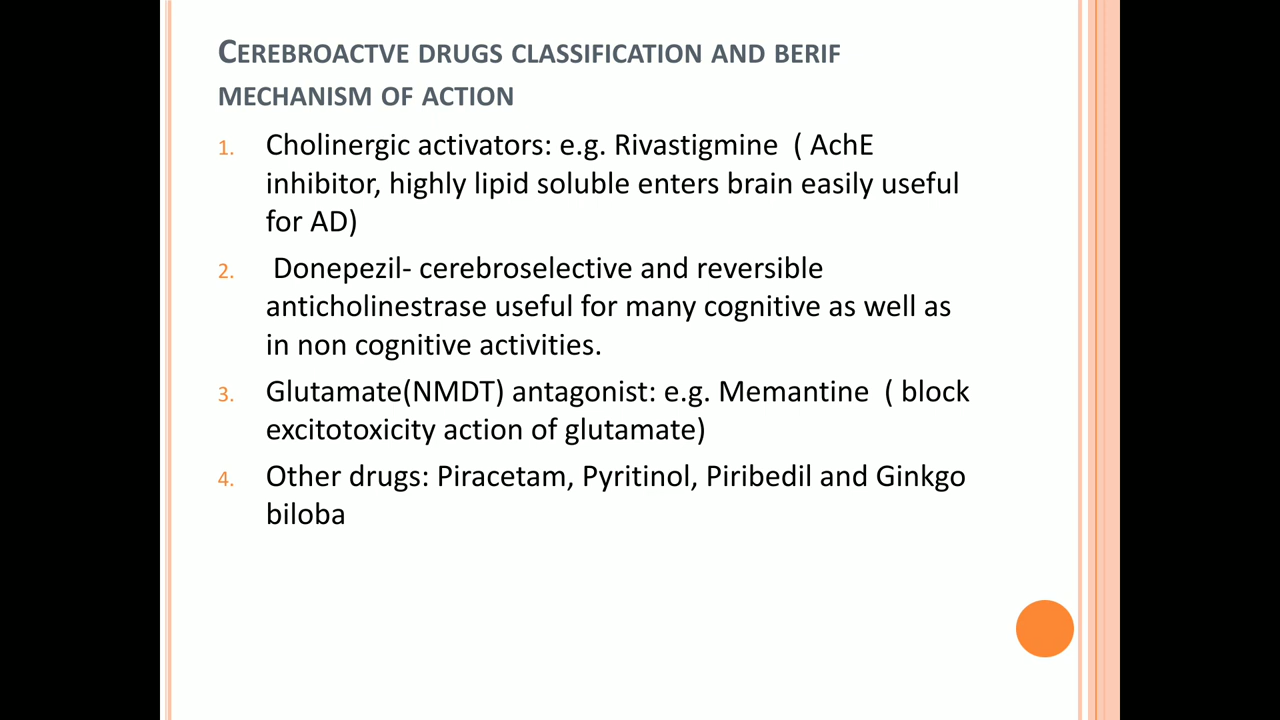 CEREBROACTVE DRUGS CLASSIFICATION AND BERIF
MECHANISM OF ACTION
1. Cholinergic activators: e.g. Rivastigmine ( AchE
inhibitor, highly lipid soluble enters brain easily useful
for AD)
2. Donepezil- cerebroselective and reversible
anticholinestrase useful for many cognitive as well as
in non cognitive activities.
3. Glutamate(NMDT) antagonist: e.g. Memantine ( block
excitotoxicity action of glutamate)
4. Other drugs: Piracetam, Pyritinol, Piribedil and Ginkgo
biloba